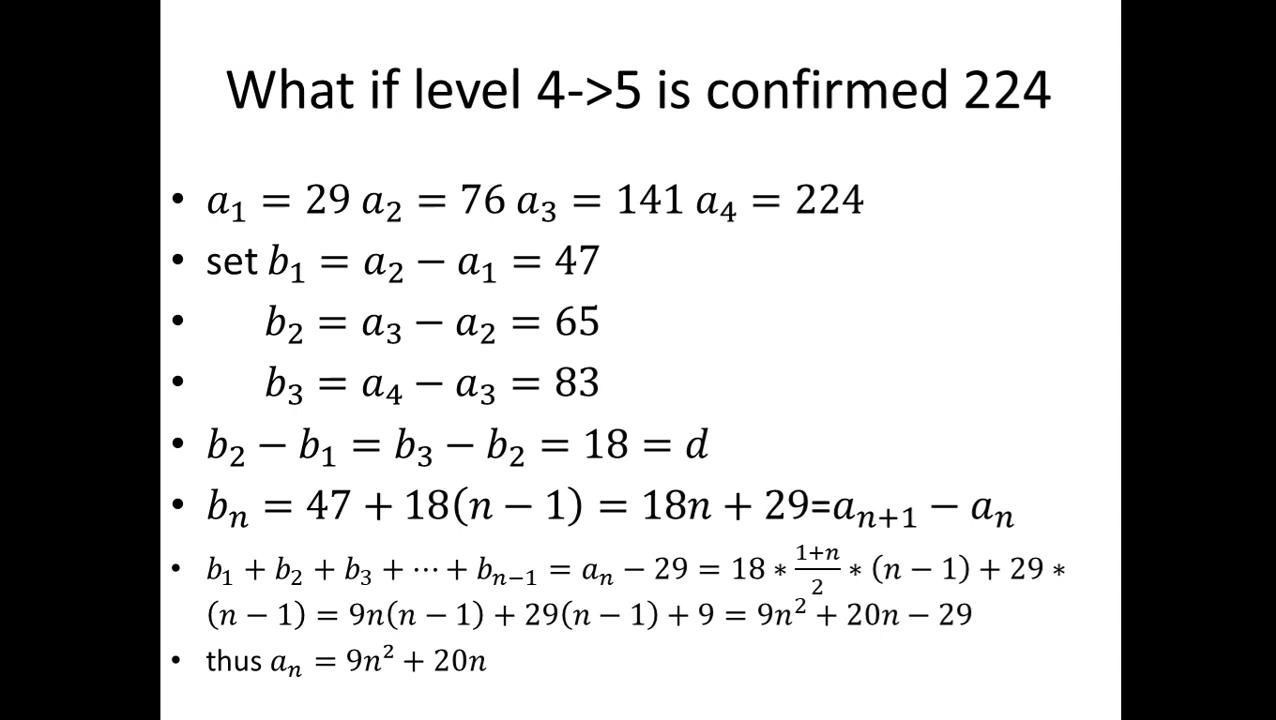 What if level 4->5 is confirmed 224
• a₁ = 29 a₂ = 76 a₃ = 141 a₄ = 224
• set b₁ = a₂ − a₁ = 47
• b₂ = a₃ − a₂ = 65
• b₃ = a₄ − a₃ = 83
• b₂ − b₁ = b₃ − b₂ = 18 = d
• bₙ = 47 + 18(n − 1) = 18n + 29=aₙ₊₁ − aₙ
• b₁ + b₂ + b₃ + ⋯ + bₙ₋₁ = aₙ − 29 = 18 ∗ (1+n)/2 ∗ (n − 1) + 29 ∗
(n − 1) = 9n(n − 1) + 29(n − 1) + 9 = 9n² + 20n − 29
• thus aₙ = 9n² + 20n